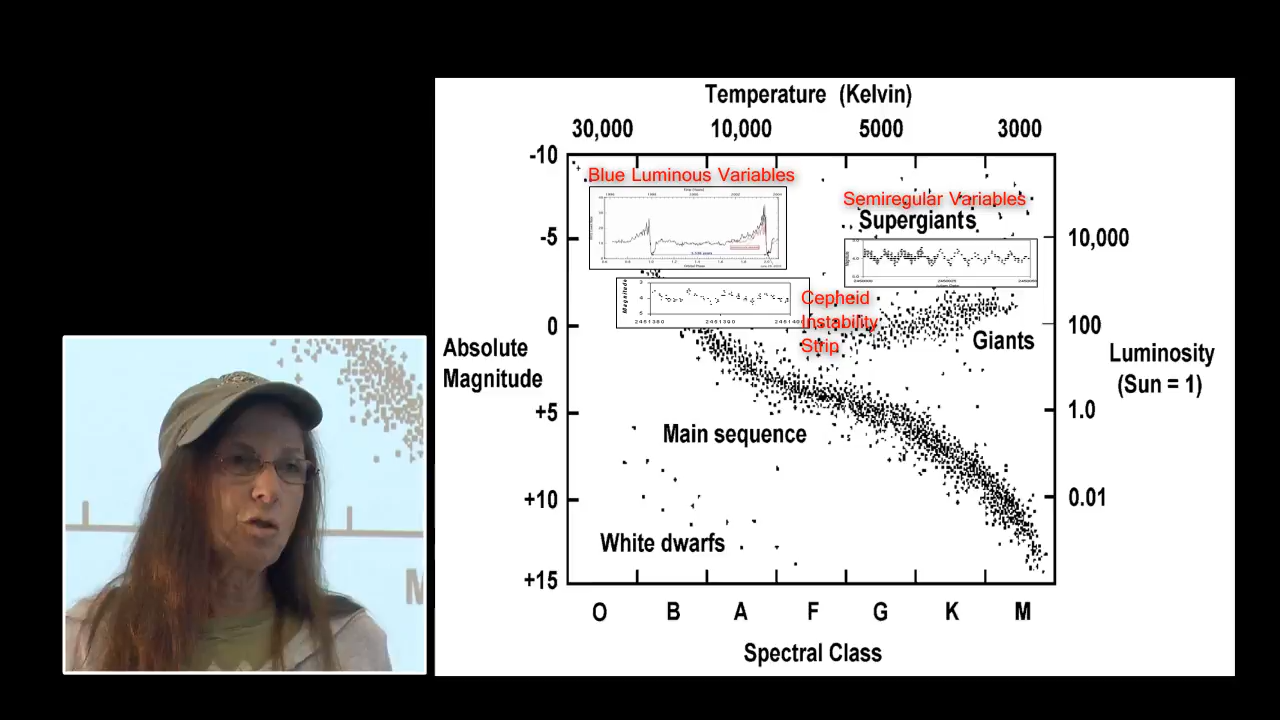 Temperature (Kelvin)
30,000 10,000 5000 3000
-10
Blue Luminous Variables
Semiregular Variables
Supergiants
-5
10,000
Magnitude
Cepheid
Instability
Strip
0
100
Giants
Absolute
Magnitude
Luminosity
(Sun = 1)
+5
1.0
Main sequence
+10
0.01
White dwarfs
+15
O B A F G K M
Spectral Class
M